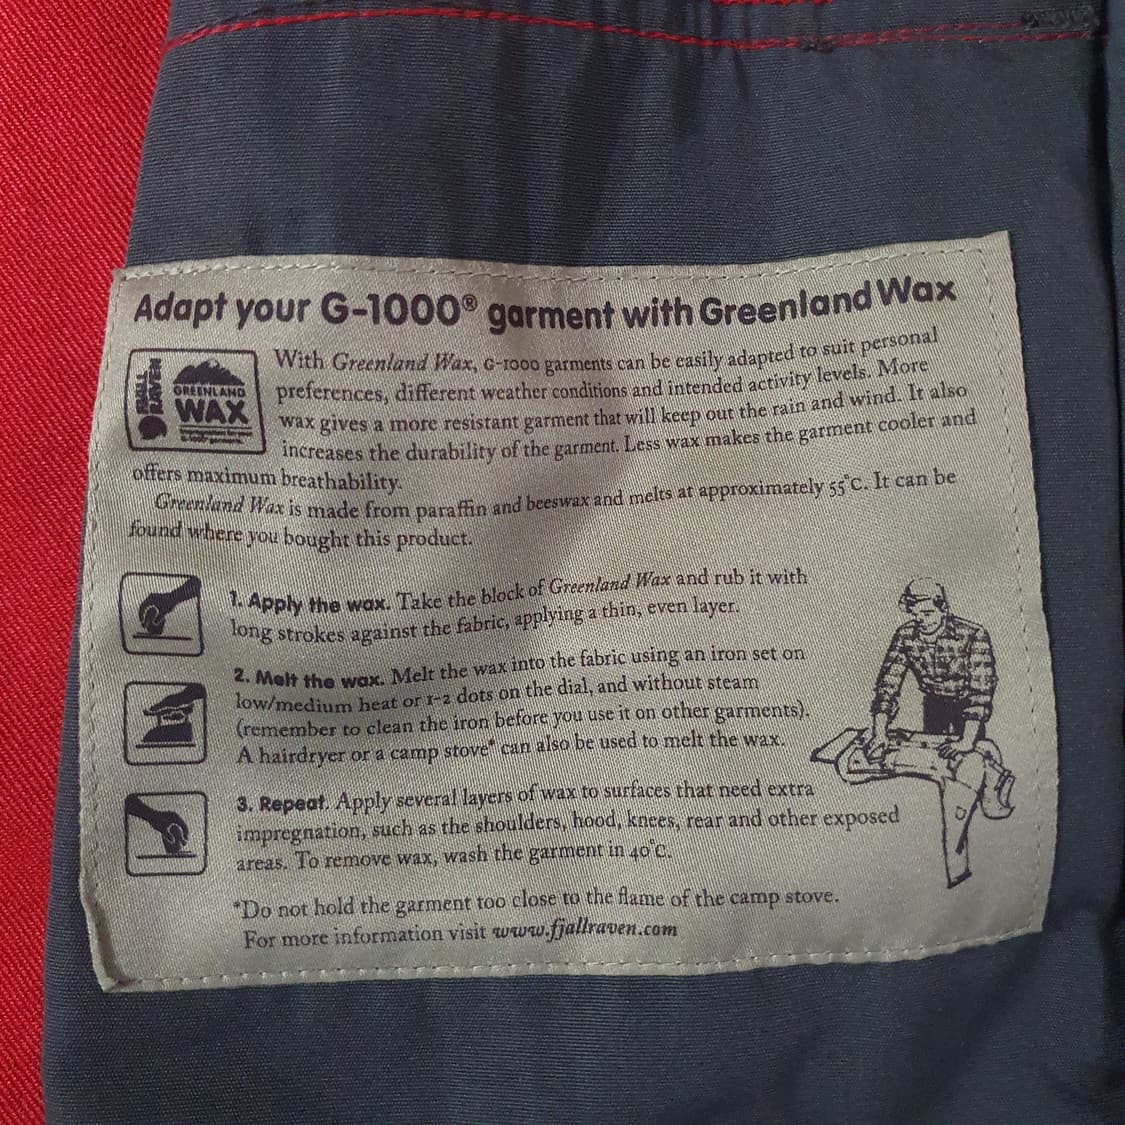 Adapt your G-1000® garment with Greenland Wax
FJÄLL
RÄVEN
GREENLAND
WAX
With Greenland Wax, G-1000 garments can be easily adapted to suit personal
preferences, different weather conditions and intended activity levels. More
wax gives a more resistant garment that will keep out the rain and wind. It also
increases the durability of the garment. Less wax makes the garment cooler and
offers maximum breathability.
Greenland Wax is made from paraffin and beeswax and melts at approximately 55°C. It can be
found where you bought this product.
1. Apply the wax. Take the block of Greenland Wax and rub it with
long strokes against the fabric, applying a thin, even layer.
2. Melt the wax. Melt the wax into the fabric using an iron set on
low/medium heat or 1-2 dots on the dial, and without steam
(remember to clean the iron before you use it on other garments).
A hairdryer or a camp stove* can also be used to melt the wax.
3. Repeat. Apply several layers of wax to surfaces that need extra
impregnation, such as the shoulders, hood, knees, rear and other exposed
areas. To remove wax, wash the garment in 40°C.
*Do not hold the garment too close to the flame of the camp stove.
For more information visit www.fjallraven.com